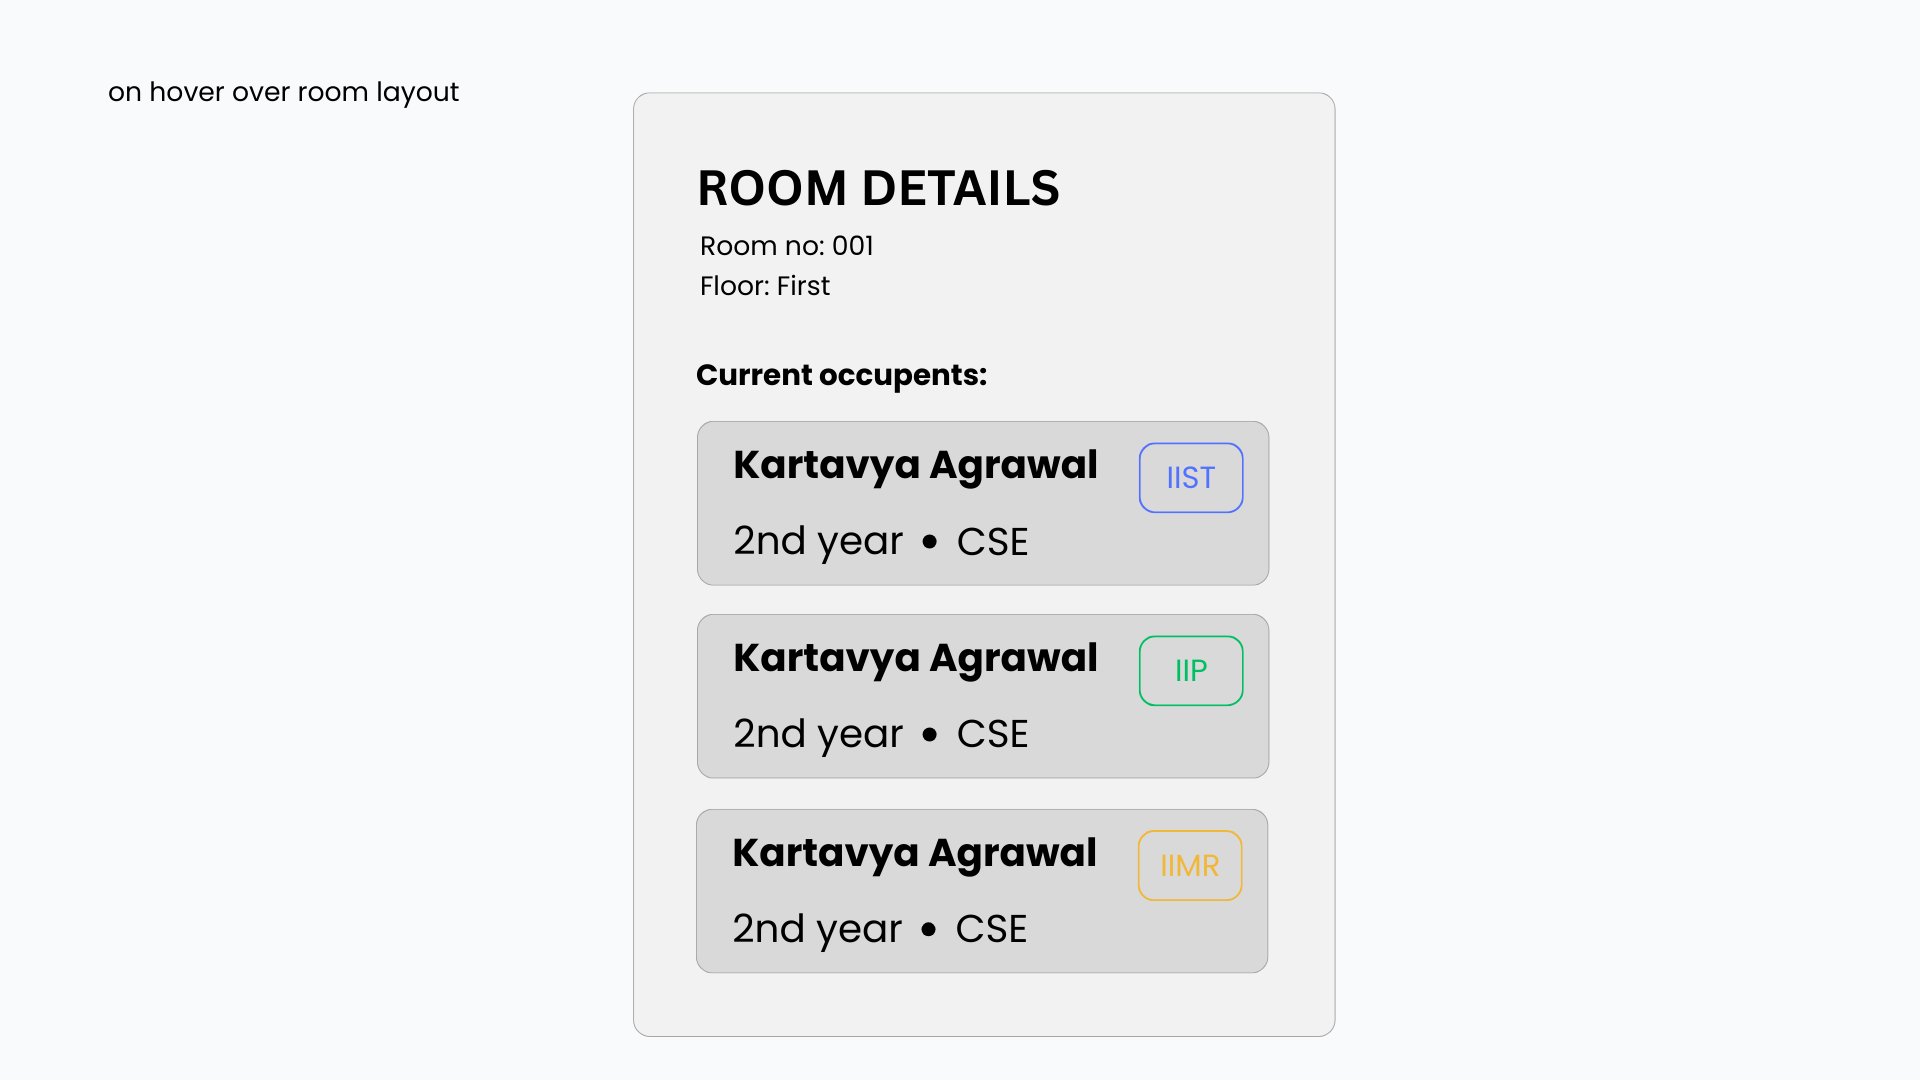 on hover over room layout
ROOM DETAILS
Room no: 001
Floor: First
Current occupents:
Kartavya Agrawal
IIST
2nd year • CSE
Kartavya Agrawal
IIP
2nd year • CSE
Kartavya Agrawal
IIMR
2nd year • CSE